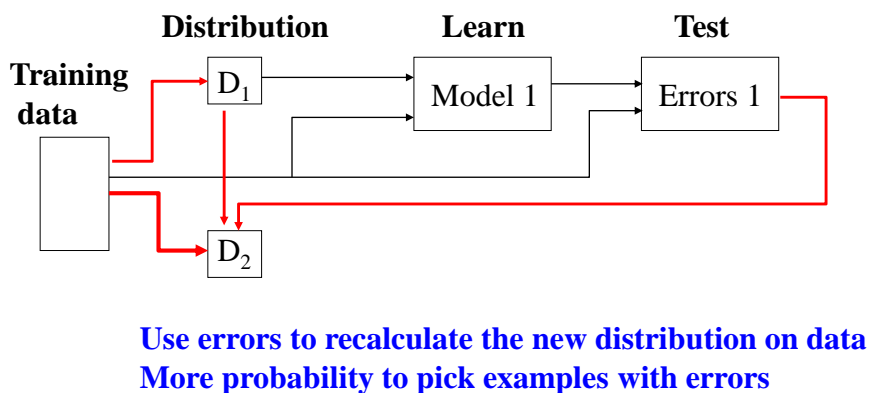 Distribution Learn Test
Training
data
D₁
Model 1
Errors 1
D₂
Use errors to recalculate the new distribution on data
More probability to pick examples with errors